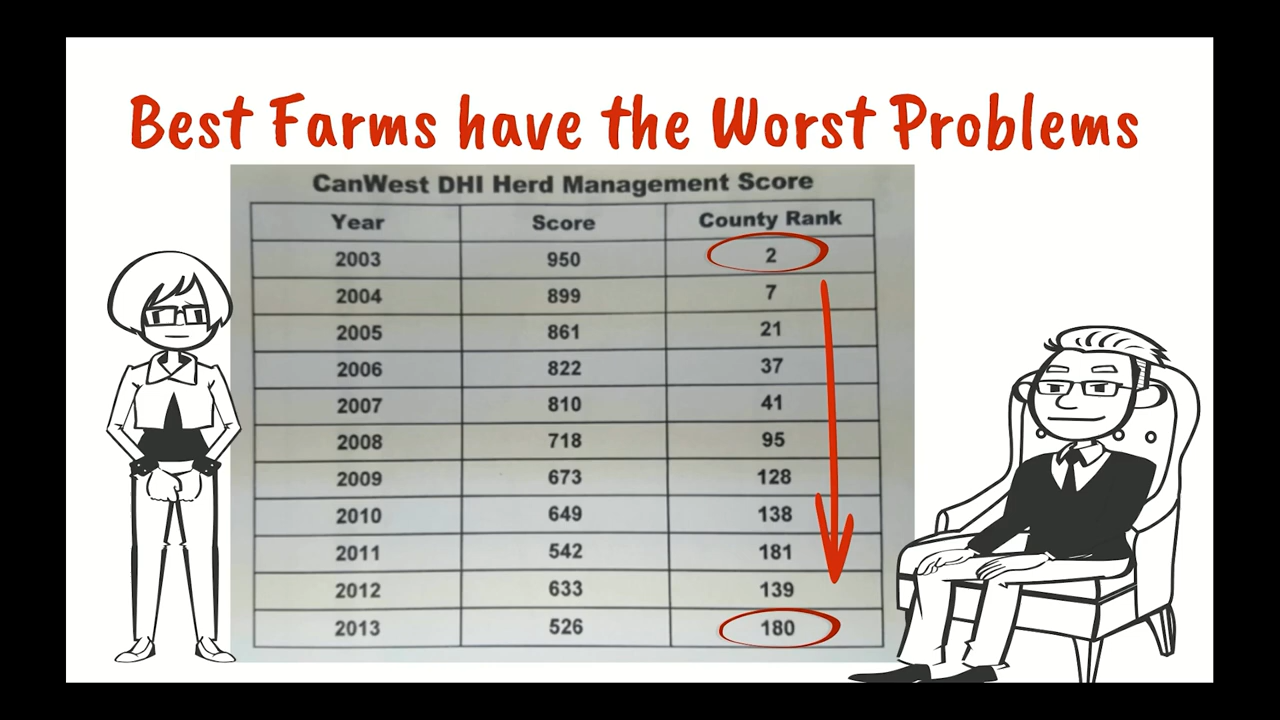 Best Farms have the Worst Problems
CanWest DHI Herd Management Score
Year Score County Rank
2003 950 2
2004 899 7
2005 861 21
2006 822 37
2007 810 41
2008 718 95
2009 673 128
2010 649 138
2011 542 181
2012 633 139
2013 526 180